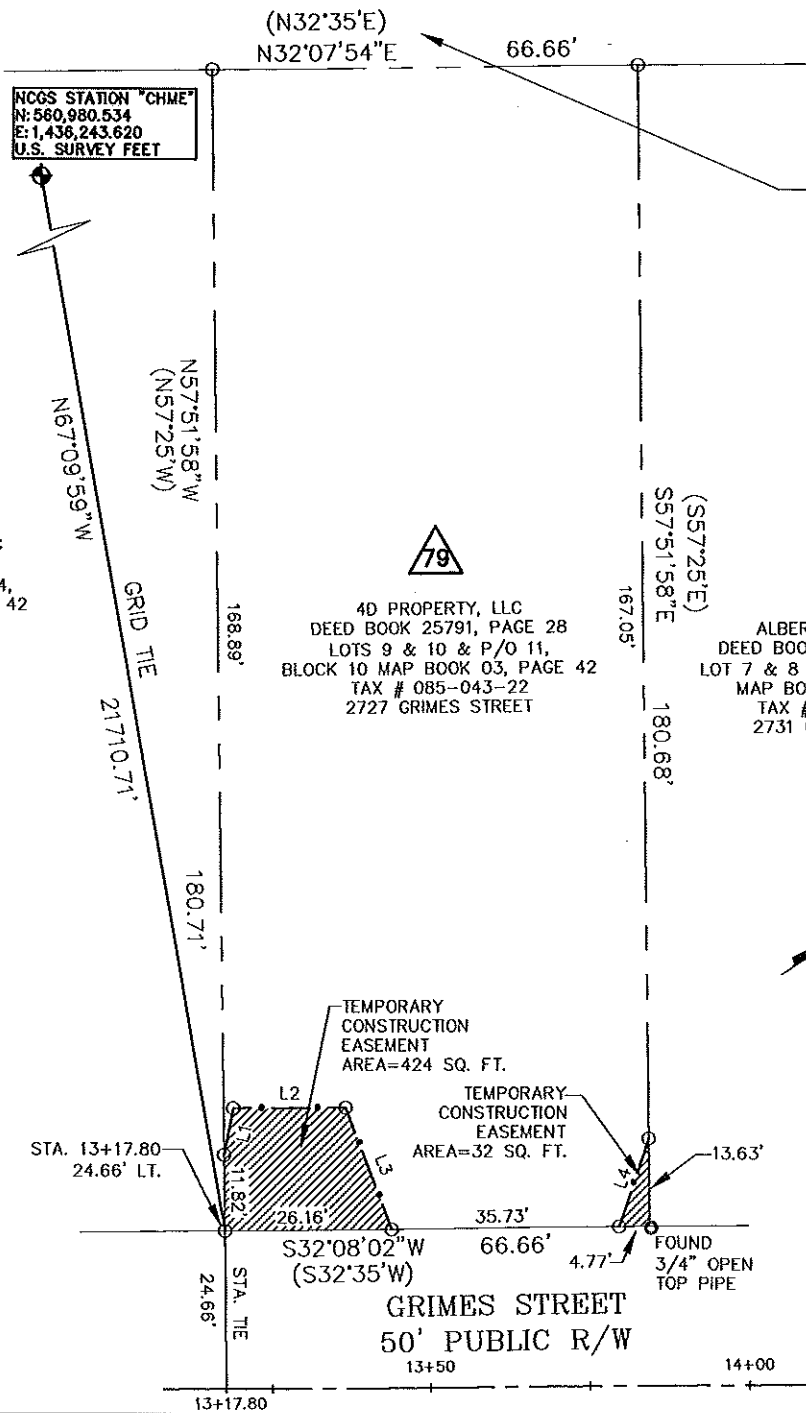 (N32°35'E)
N32°07'54"E
66.66'
NCGS STATION "CHME"
N: 560,980.534
E: 1,436,243.620
U.S. SURVEY FEET
N57°51'58"W
(N57°25'W)
N67°09'59"W
GRID TIE
21710.71'
168.89'
180.71'
4,
42
79
4D PROPERTY, LLC
DEED BOOK 25791, PAGE 28
LOTS 9 & 10 & P/O 11,
BLOCK 10 MAP BOOK 03, PAGE 42
TAX # 085-043-22
2727 GRIMES STREET
(S57°25'E)
S57°51'58"E
167.05'
180.68'
ALBER
DEED BOO
LOT 7 & 8
MAP BO
TAX #
2731
TEMPORARY
CONSTRUCTION
EASEMENT
AREA=424 SQ. FT.
L2
TEMPORARY
CONSTRUCTION
EASEMENT
AREA=32 SQ. FT.
STA. 13+17.80
24.66' LT.
11.82'
L3
L4
13.63'
26.16'
35.73'
S32°08'02"W
66.66'
(S32°35'W)
4.77'
FOUND
3/4" OPEN
TOP PIPE
STA. TIE
24.66'
GRIMES STREET
50' PUBLIC R/W
13+50
14+00
13+17.80